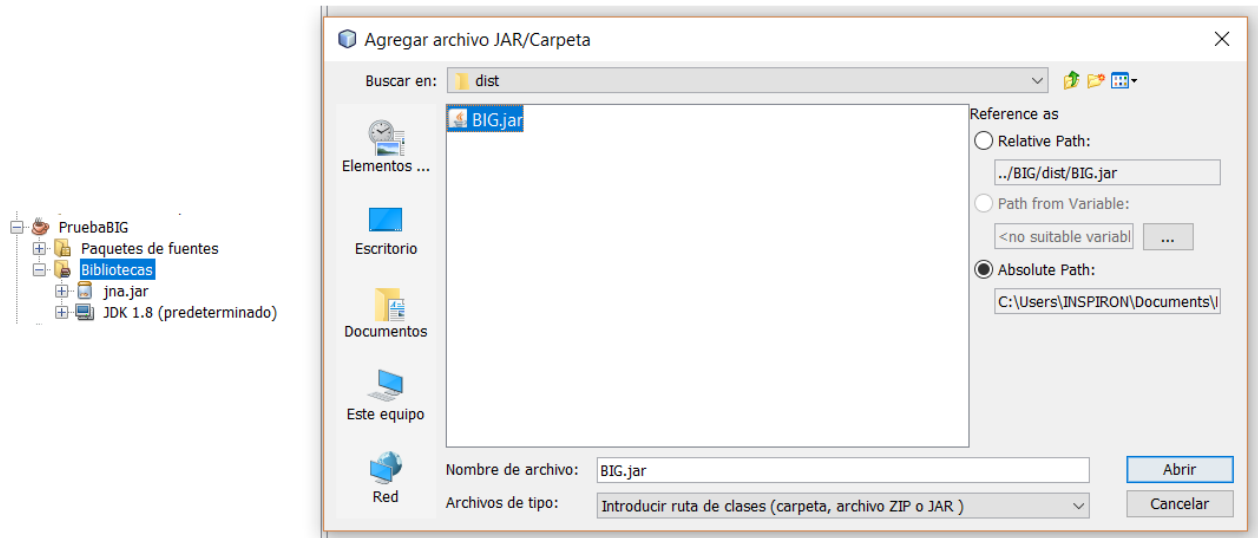 PruebaBIG
Paquetes de fuentes
Bibliotecas
jna.jar
JDK 1.8 (predeterminado)
Agregar archivo JAR/Carpeta
Buscar en: dist
BIG.jar
Elementos ...
Escritorio
Documentos
Este equipo
Red
Reference as
Relative Path:
../BIG/dist/BIG.jar
Path from Variable:
<no suitable variabl ...
Absolute Path:
C:\Users\INSPIRON\Documents\
Nombre de archivo: BIG.jar
Abrir
Archivos de tipo: Introducir ruta de clases (carpeta, archivo ZIP o JAR )
Cancelar